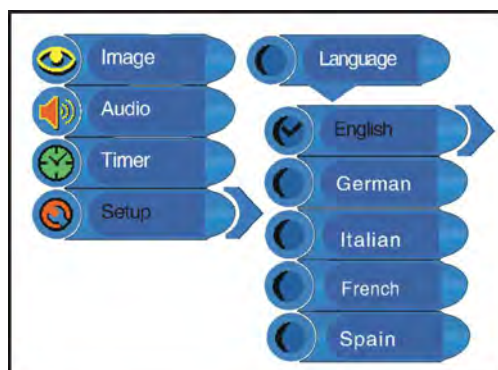 Image
Audio
Timer
Setup
Language
English
German
Italian
French
Spain